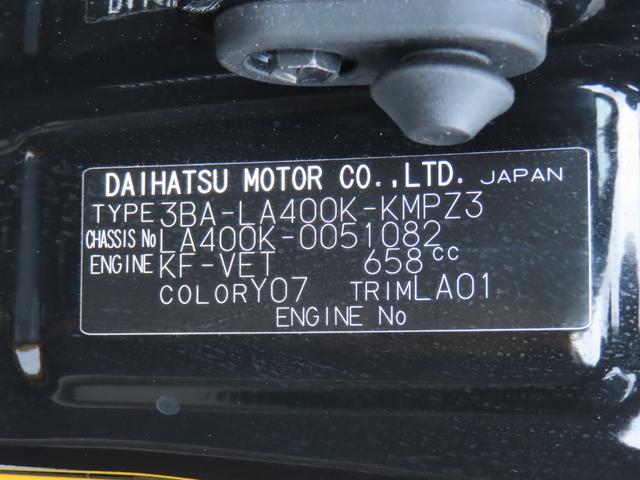 DAIHATSU MOTOR CO.,LTD. JAPAN
TYPE 3BA-LA400K-KMPZ3
CHASSIS No LA400K-0051082
ENGINE KF-VET 658cc
COLOR Y07 TRIM LA01
ENGINE No